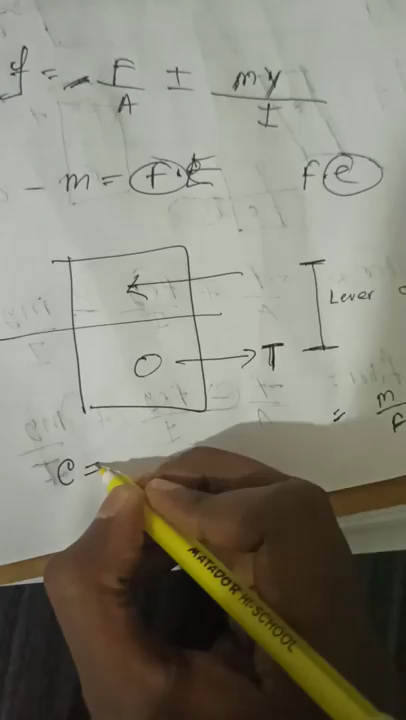 f = - F/A ± my/I
- m = F.e f e
C
Lever
O → T
= m/F
C =
MATADOR HI-SCHOOL